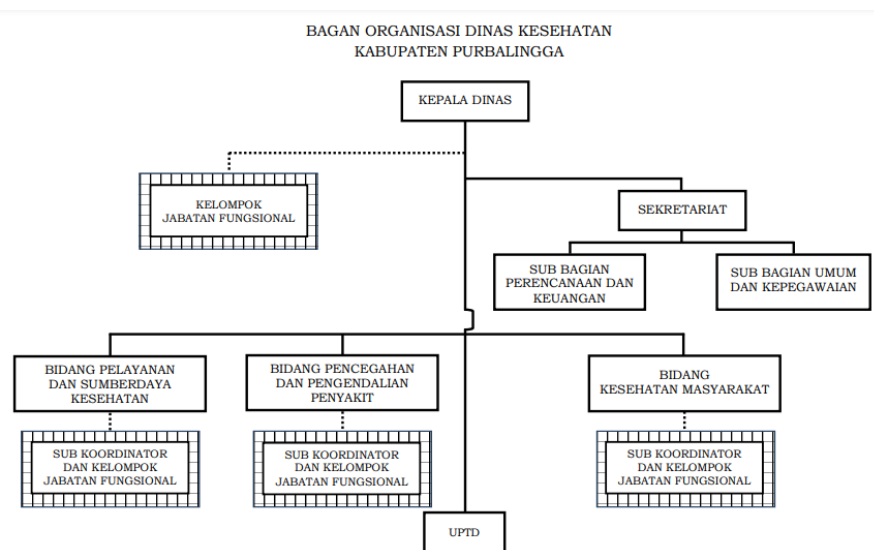 BAGAN ORGANISASI DINAS KESEHATAN
KABUPATEN PURBALINGGA
KEPALA DINAS
KELOMPOK
JABATAN FUNGSIONAL
SEKRETARIAT
SUB BAGIAN
PERENCANAAN DAN
KEUANGAN
SUB BAGIAN UMUM
DAN KEPEGAWAIAN
BIDANG PELAYANAN
DAN SUMBERDAYA
KESEHATAN
BIDANG PENCEGAHAN
DAN PENGENDALIAN
PENYAKIT
BIDANG
KESEHATAN MASYARAKAT
SUB KOORDINATOR
DAN KELOMPOK
JABATAN FUNGSIONAL
SUB KOORDINATOR
DAN KELOMPOK
JABATAN FUNGSIONAL
SUB KOORDINATOR
DAN KELOMPOK
JABATAN FUNGSIONAL
UPTD